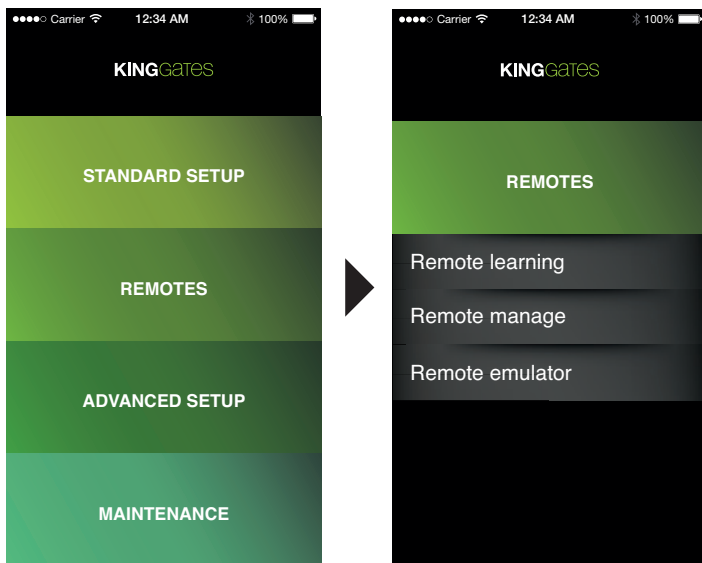 Carrier 12:34 AM 100%
KINGGates
STANDARD SETUP
REMOTES
ADVANCED SETUP
MAINTENANCE
Carrier 12:34 AM 100%
KINGGates
REMOTES
Remote learning
Remote manage
Remote emulator